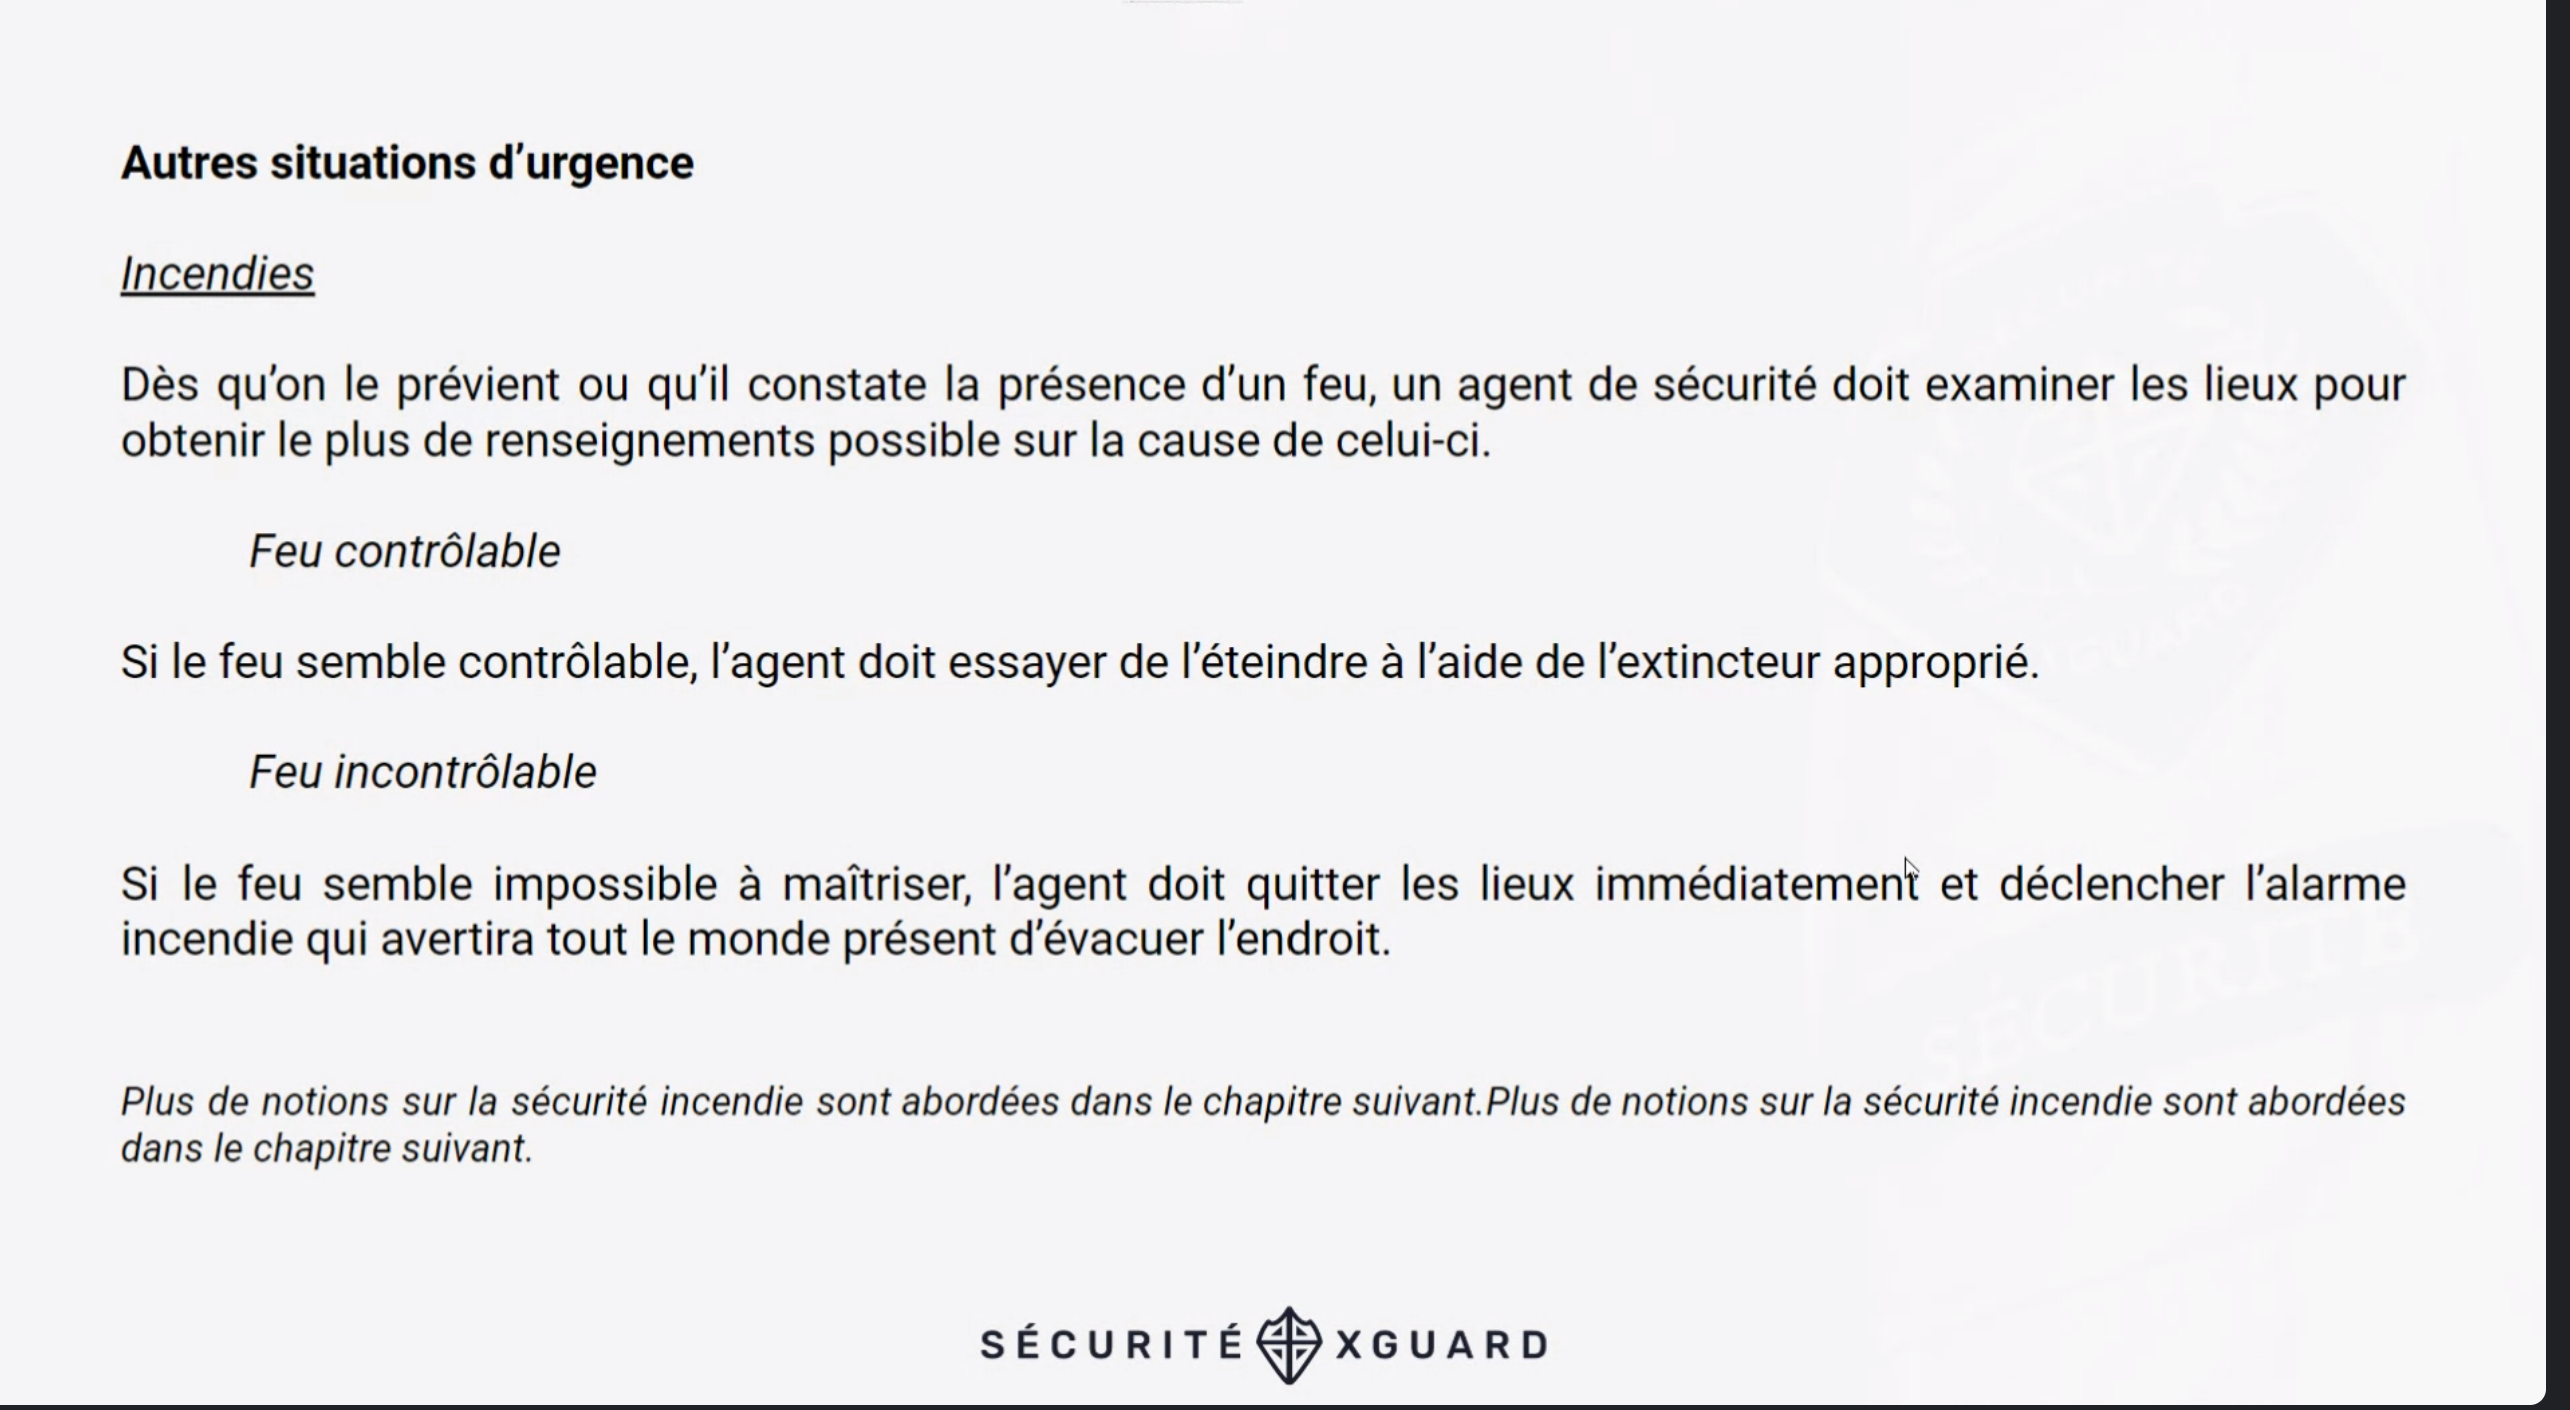 Autres situations d’urgence
Incendies
Dès qu’on le prévient ou qu’il constate la présence d’un feu, un agent de sécurité doit examiner les lieux pour
obtenir le plus de renseignements possible sur la cause de celui-ci.
Feu contrôlable
Si le feu semble contrôlable, l’agent doit essayer de l’éteindre à l’aide de l’extincteur approprié.
Feu incontrôlable
Si le feu semble impossible à maîtriser, l’agent doit quitter les lieux immédiatement et déclencher l’alarme
incendie qui avertira tout le monde présent d’évacuer l’endroit.
Plus de notions sur la sécurité incendie sont abordées dans le chapitre suivant.Plus de notions sur la sécurité incendie sont abordées
dans le chapitre suivant.
SÉCURITÉ XGUARD
SÉCURITÉ